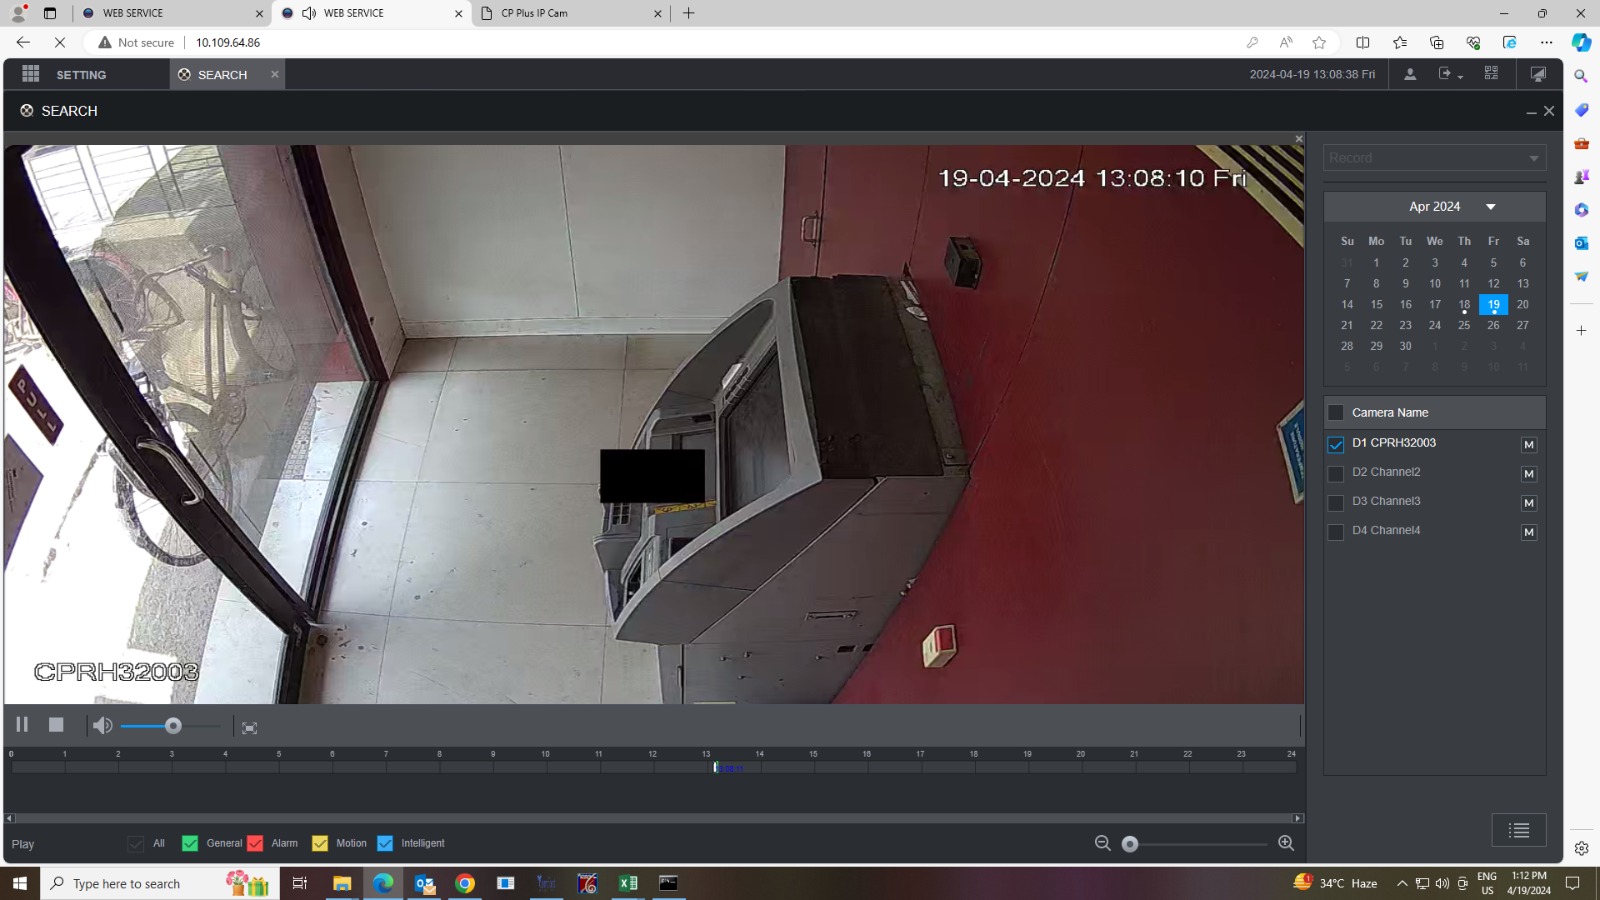 WEB SERVICE
WEB SERVICE
CP Plus IP Cam
Not secure
10.109.64.86
SETTING
SEARCH
2024-04-19 13:08:38 Fri
SEARCH
19-04-2024 13:08:10 Fri
PULL
CPRH32003
Record
Apr 2024
Su Mo Tu We Th Fr Sa
31 1 2 3 4 5 6
7 8 9 10 11 12 13
14 15 16 17 18 19 20
21 22 23 24 25 26 27
28 29 30 1 2 3 4
5 6 7 8 9 10 11
Camera Name
D1 CPRH32003 M
D2 Channel2 M
D3 Channel3 M
D4 Channel4 M
0 1 2 3 4 5 6 7 8 9 10 11 12 13 14 15 16 17 18 19 20 21 22 23 24
Play
All
General
Alarm
Motion
Intelligent
Type here to search
34°C Haze
ENG
US
1:12 PM
4/19/2024